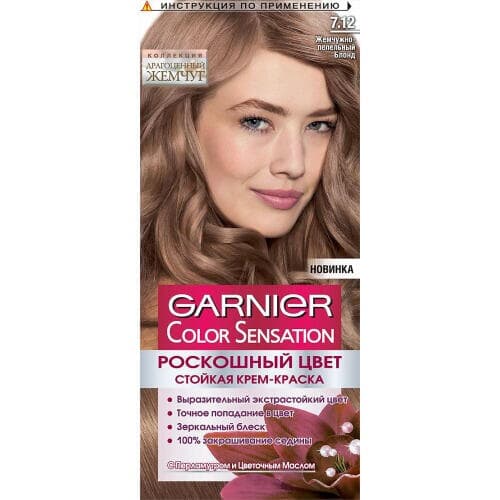 ИНСТРУКЦИЯ ПО ПРИМЕНЕНИЮ
7.12
Жемчужно-
пепельный
Блонд
КОЛЛЕКЦИЯ
ДРАГОЦЕННЫЙ
ЖЕМЧУГ
НОВИНКА
GARNIER
COLOR SENSATION
РОСКОШНЫЙ ЦВЕТ
СТОЙКАЯ КРЕМ-КРАСКА
• Выразительный экстрастойкий цвет
• Точное попадание в цвет
• Зеркальный блеск
• 100% закрашивание седины
С Перламутром и Цветочным Маслом